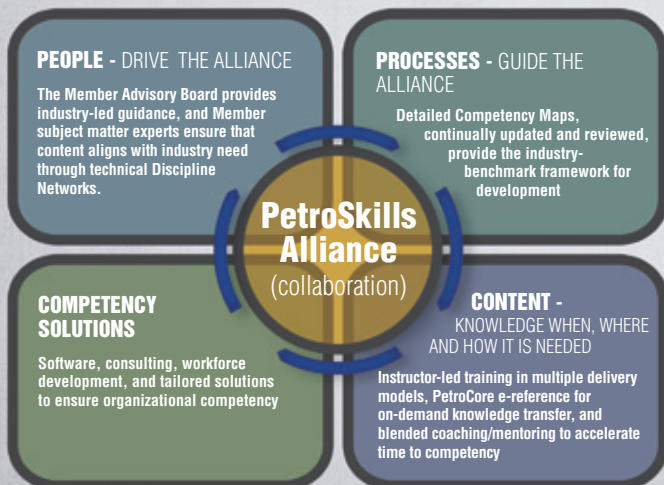 PEOPLE - DRIVE THE ALLIANCE
The Member Advisory Board provides
industry-led guidance, and Member
subject matter experts ensure that
content aligns with industry need
through technical Discipline
Networks.
PROCESSES - GUIDE THE
ALLIANCE
Detailed Competency Maps,
continually updated and reviewed,
provide the industry-
benchmark framework for
development
PetroSkills
Alliance
(collaboration)
COMPETENCY
SOLUTIONS
Software, consulting, workforce
development, and tailored solutions
to ensure organizational competency
CONTENT -
KNOWLEDGE WHEN, WHERE
AND HOW IT IS NEEDED
Instructor-led training in multiple delivery
models, PetroCore e-reference for
on-demand knowledge transfer, and
blended coaching/mentoring to accelerate
time to competency